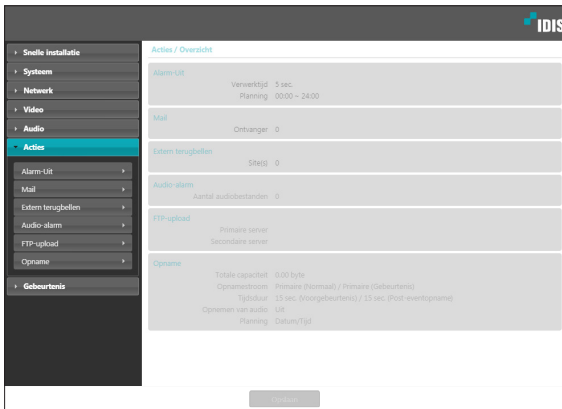 IDIS
Snelle installatie
Systeem
Netwerk
Video
Audio
Acties
Alarm-Uit
Mail
Extern terugbellen
Audio-alarm
FTP-upload
Opname
Gebeurtenis
Acties / Overzicht
Alarm-Uit
Verwerktijd 5 sec.
Planning 00:00 ~ 24:00
Mail
Ontvanger 0
Extern terugbellen
Site(s) 0
Audio-alarm
Aantal audiobestanden 0
FTP-upload
Primaire server
Secondaire server
Opname
Totale capaciteit 0.00 byte
Opnamestroom Primaire (Normaal) / Primaire (Gebeurtenis)
Tijdsduur 15 sec. (Voorgebeurtenis) / 15 sec. (Post-eventopname)
Opnemen van audio Uit
Planning Datum/Tijd